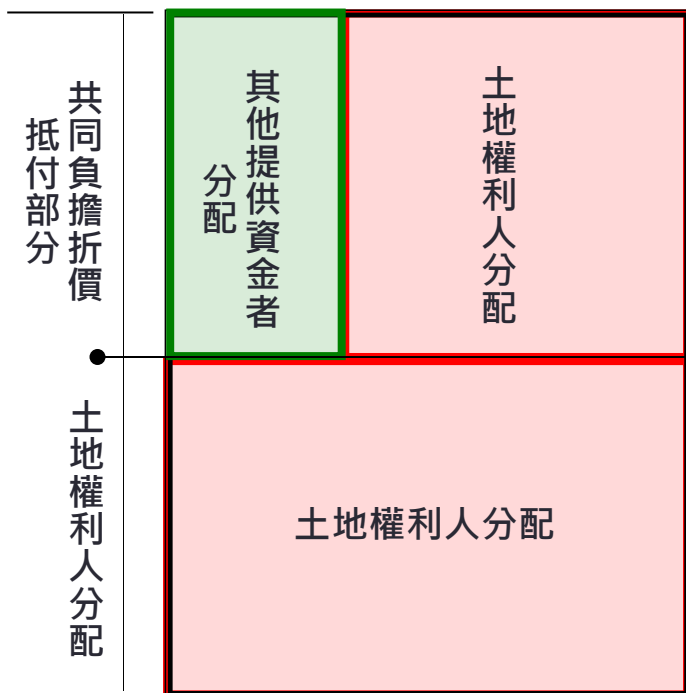 共同負擔折價
抵付部分
其他提供資金者
分配
土地權利人分配
土地權利人分配
土地權利人分配